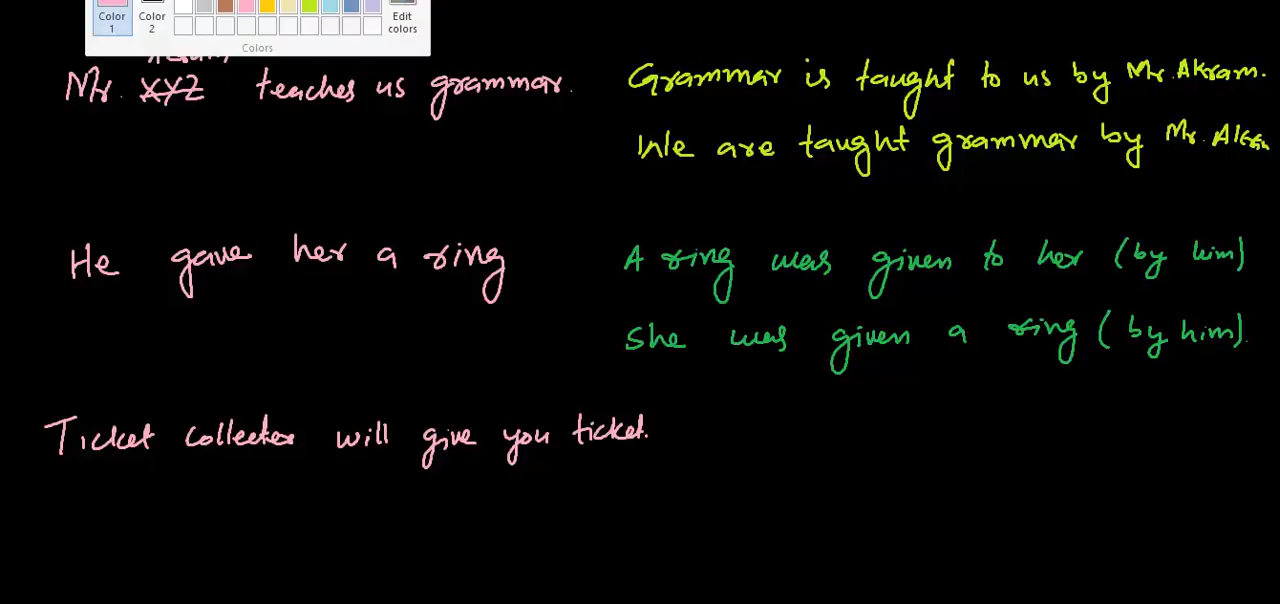 Color 1 Color 2 Edit colors
Colors
Mr. XYZ teaches us grammar.
Grammar is taught to us by Mr. Akram.
We are taught grammar by Mr. Akram
He gave her a ring
A ring was given to her (by him)
She was given a ring (by him).
Ticket collector will give you ticket.